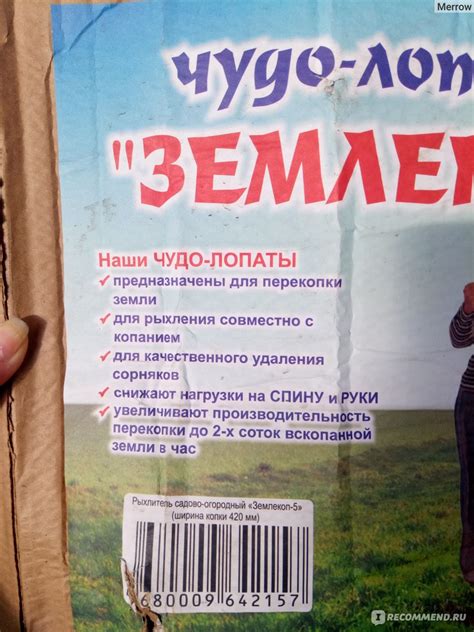 Merrow
чудо-лоп
"ЗЕМЛЕК
Наши ЧУДО-ЛОПАТЫ
предназначены для перекопки
земли
для рыхления совместно с
копанием
для качественного удаления
сорняков
снижают нагрузки на СПИНУ и РУКИ
увеличивают производительность
перекопки до 2-х соток вскопанной
земли в час
Рыхлитель садово-огородный «Землекоп-5»
(ширина копки 420 мм)
680009 642157
IRECOMMEND.RU